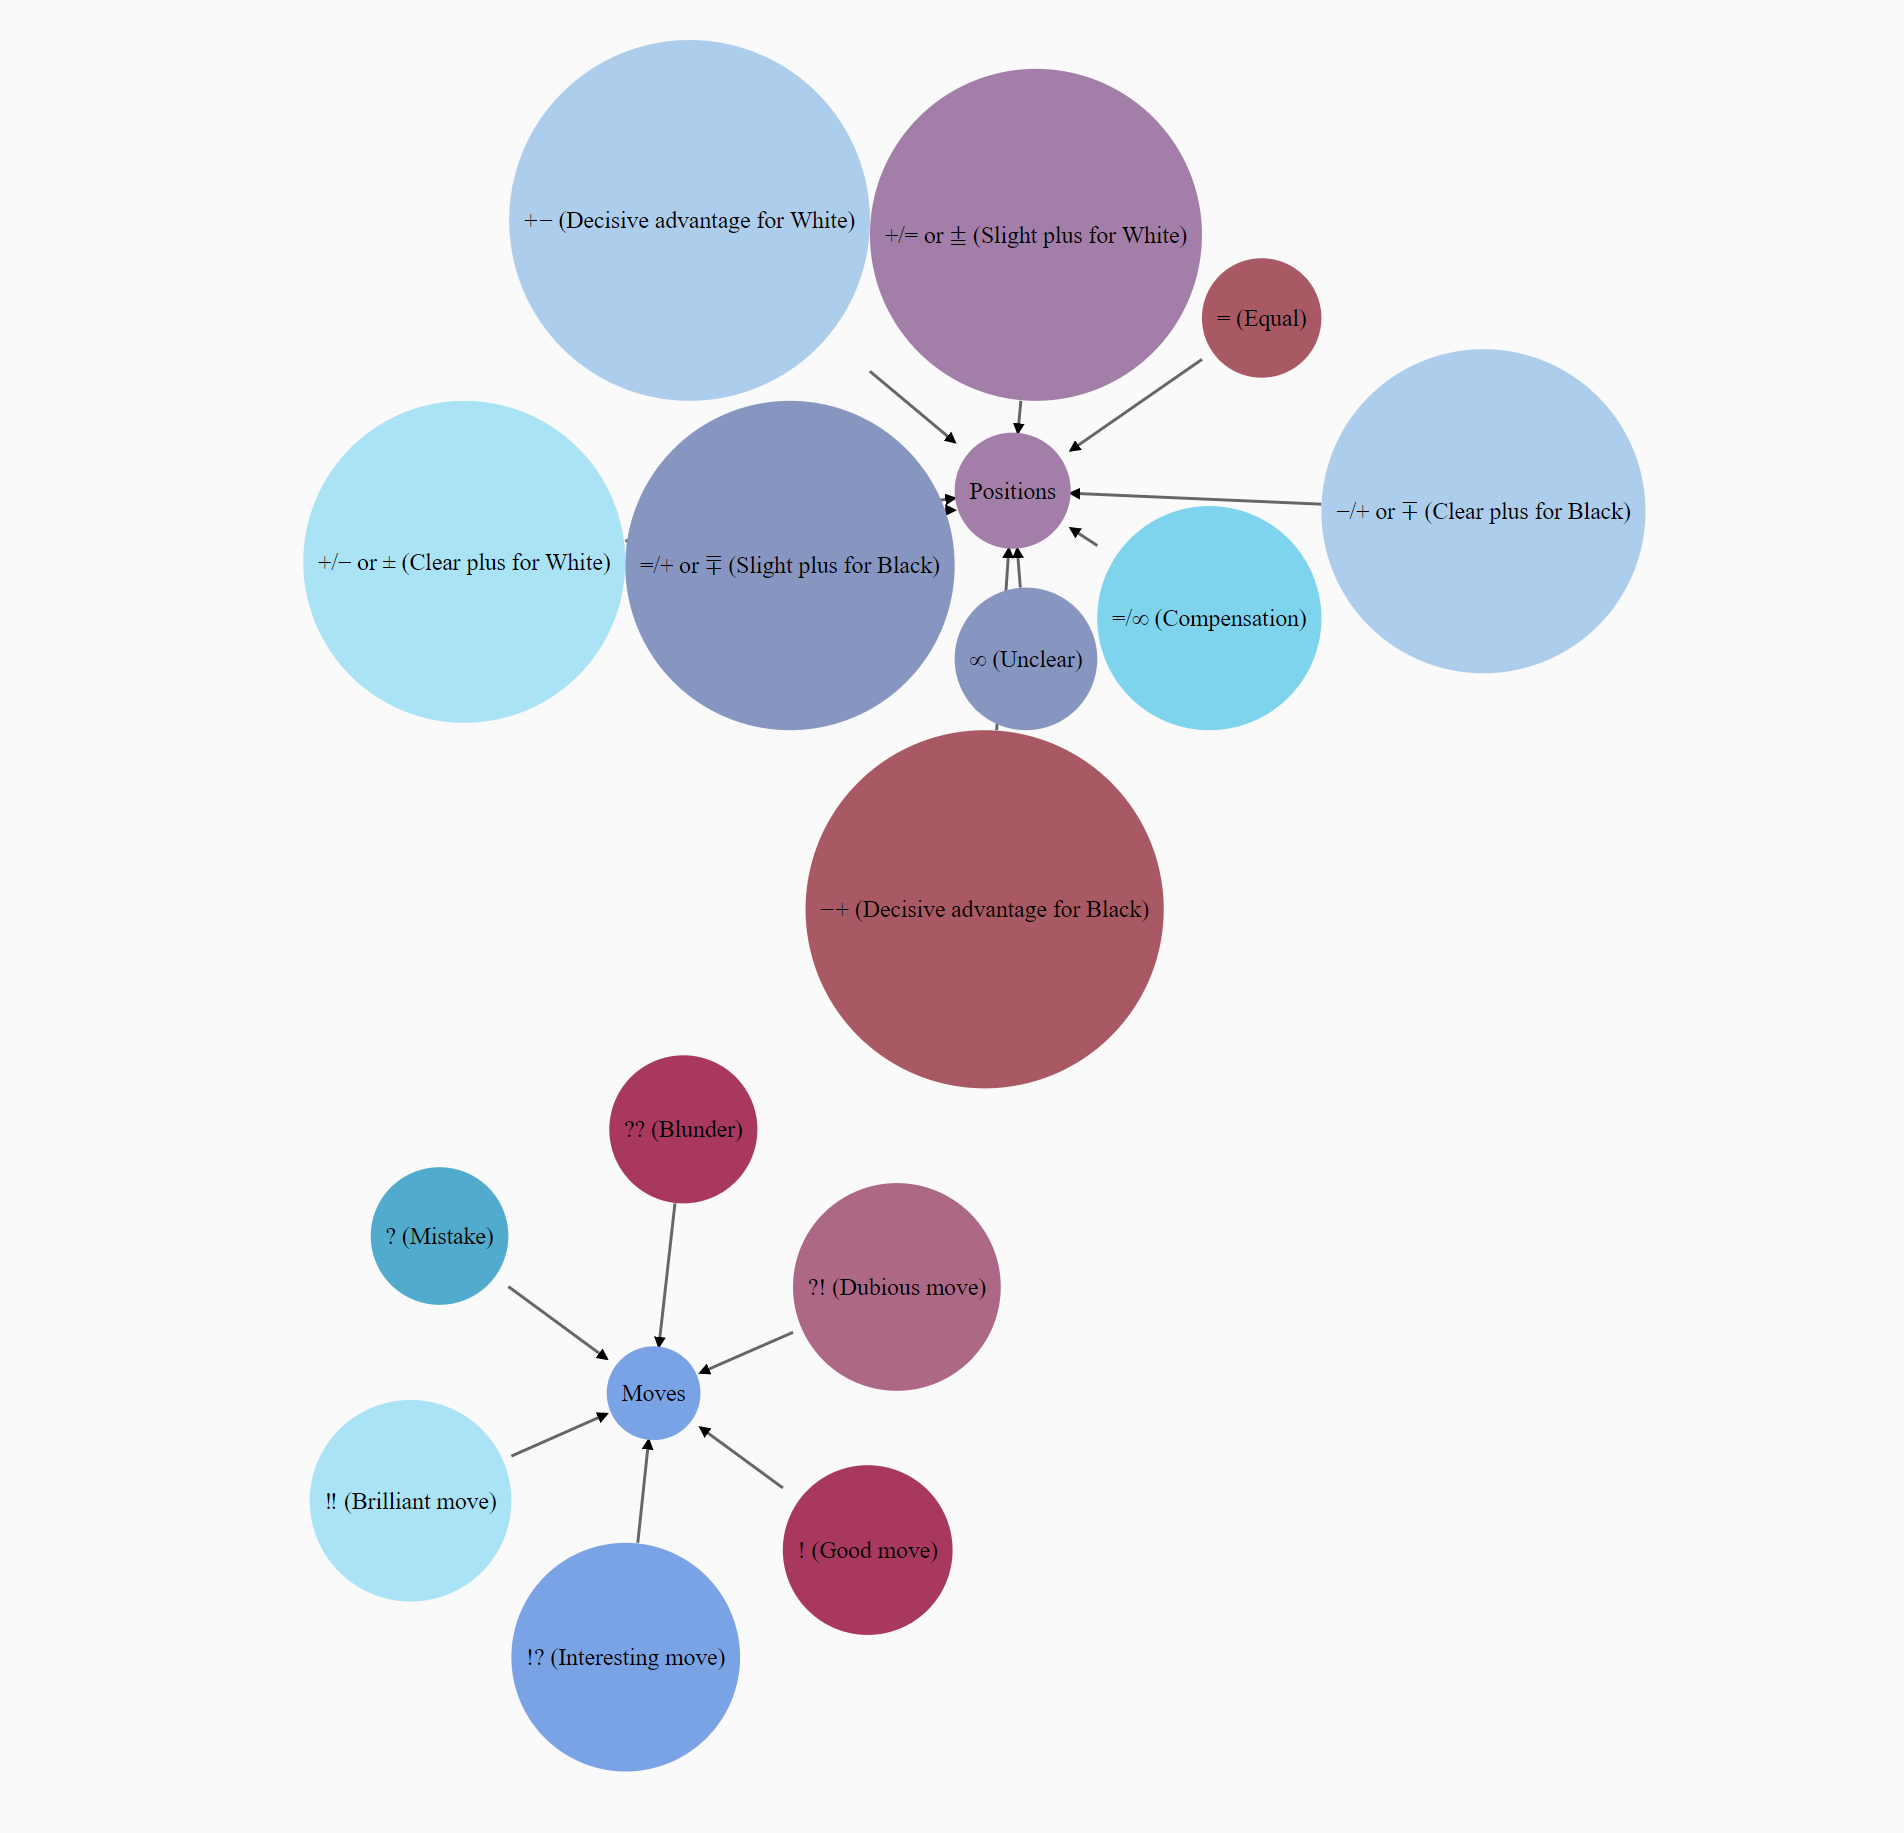 +− (Decisive advantage for White)
+/= or ⩲ (Slight plus for White)
= (Equal)
Positions
−/+ or ∓ (Clear plus for Black)
+/− or ± (Clear plus for White)
=/+ or ⩱ (Slight plus for Black)
=/∞ (Compensation)
∞ (Unclear)
−+ (Decisive advantage for Black)
?? (Blunder)
? (Mistake)
?! (Dubious move)
Moves
!! (Brilliant move)
! (Good move)
!? (Interesting move)